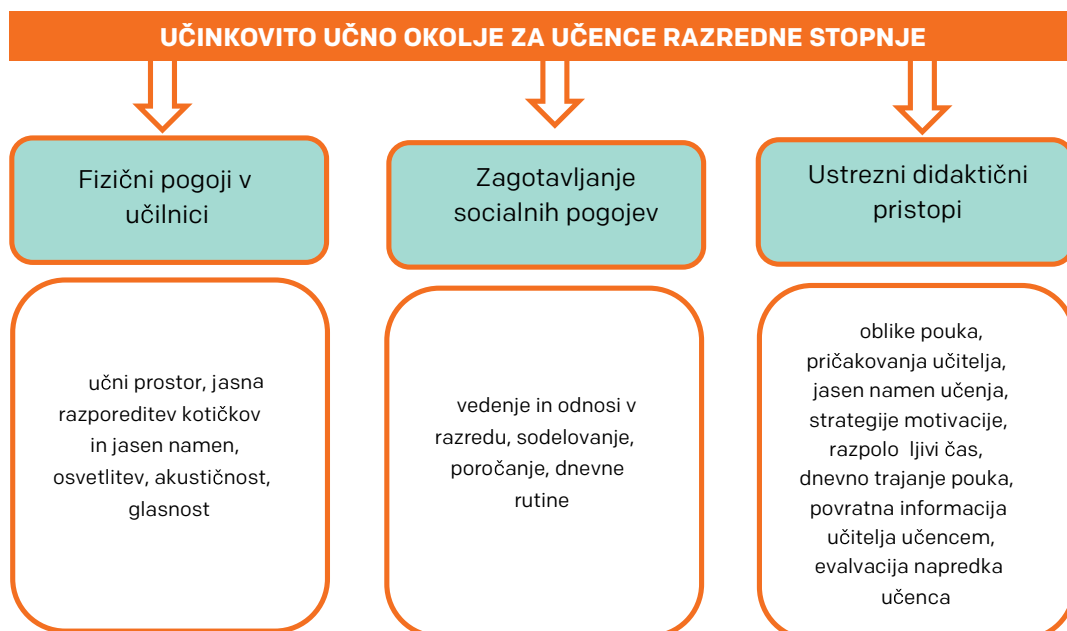 UČINKOVITO UČNO OKOLJE ZA UČENCE RAZREDNE STOPNJE
Fizični pogoji v
učilnici
Zagotavljanje
socialnih pogojev
Ustrezni didaktični
pristopi
učni prostor, jasna
razporeditev kotičkov
in jasen namen,
osvetlitev, akustičnost,
glasnost
vedenje in odnosi v
razredu, sodelovanje,
poročanje, dnevne
rutine
oblike pouka,
pričakovanja učitelja,
jasen namen učenja,
strategije motivacije,
razpolo ljivi čas,
dnevno trajanje pouka,
povratna informacija
učitelja učencem,
evalvacija napredka
učenca